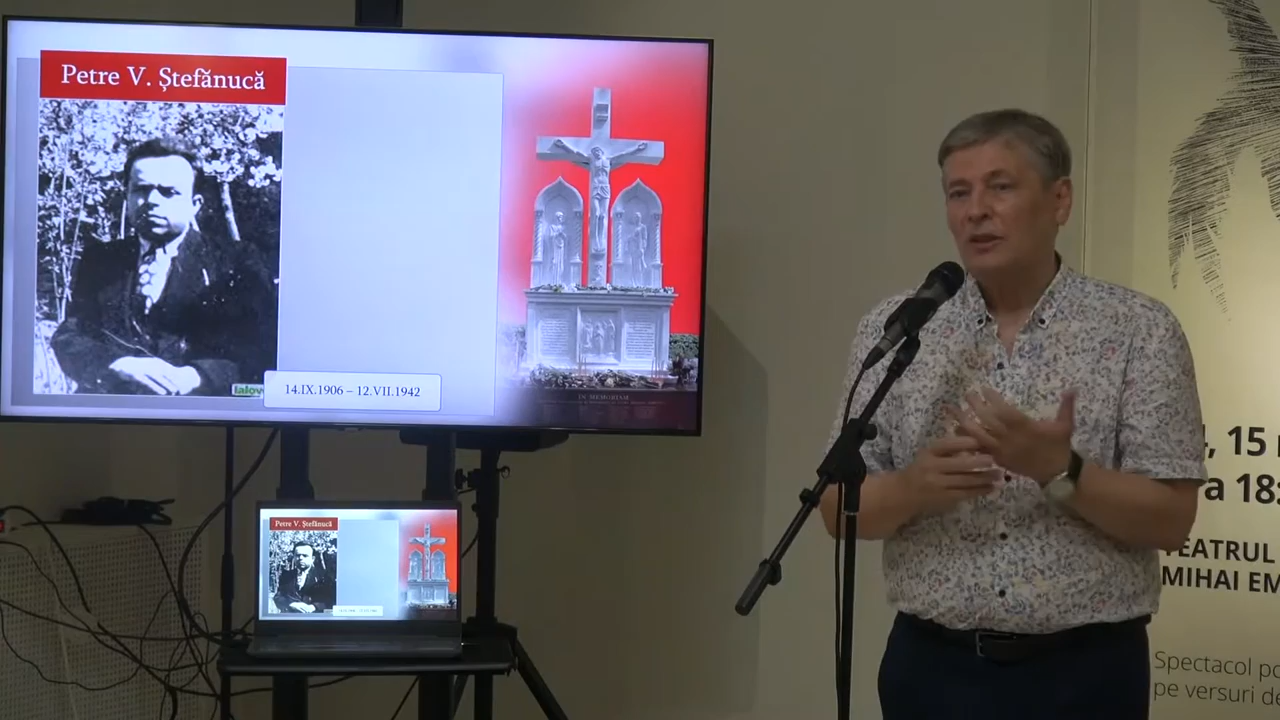 Petre V. Ștefănucă
Ialov
14.IX.1906 – 12.VII.1942
IN MEMORIAM
Petre V. Ștefănucă
, 15
a 18:
TEATRUL
MIHAI EM
Spectacol po
pe versuri de